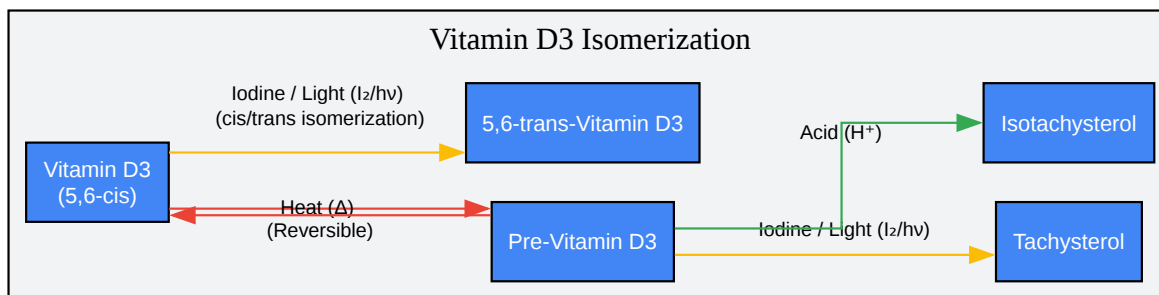 Vitamin D3 Isomerization
Iodine / Light (I₂/hν)
(cis/trans isomerization)
5,6-trans-Vitamin D3
Acid (H⁺)
Isotachysterol
Vitamin D3
(5,6-cis)
Heat (Δ)
(Reversible)
Pre-Vitamin D3
Iodine / Light (I₂/hν)
Tachysterol